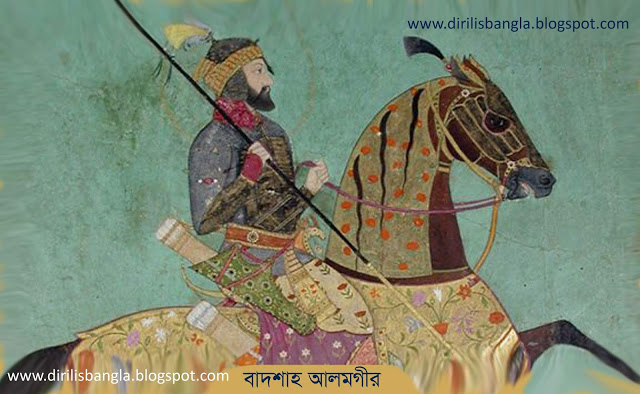 www.dirilisbangla.blogspot.com
www.dirilisbangla.blogspot.com
বাদশাহ আলমগীর